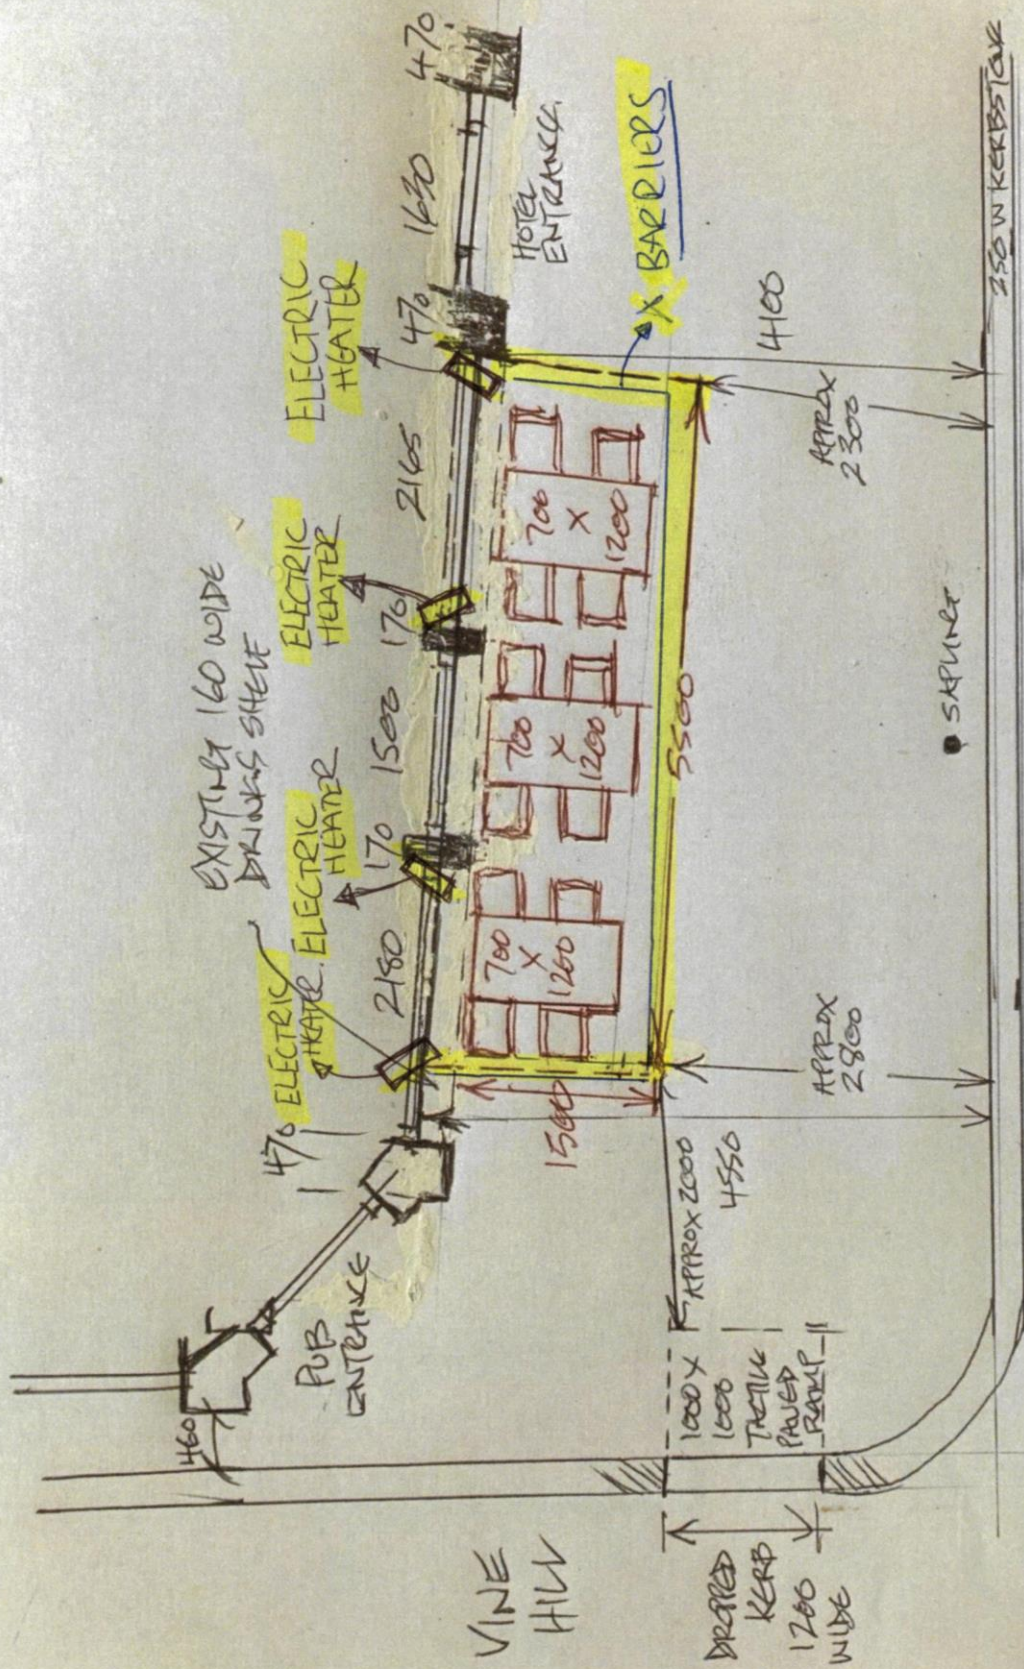 470
1630
470
2165
170
1500
170
2180
470
460
ELECTRIC
HEATER
ELECTRIC
HEATER
ELECTRIC
HEATER
ELECTRIC
HEATER
EXISTING 160 WIDE
DRINKS SHELF
HOTEL
ENTRANCE
X BARRIERS
PUB
ENTRANCE
700
X
1200
700
X
1200
700
X
1200
1500
5500
4100
APPROX
2300
APPROX
2800
APPROX 2000
4550
SAPLING
250 W KERBSTONE
1000 X
1000
TACTILE
PAVED
RAMP
VINE
HILL
DROPPED
KERB
1200
WIDE